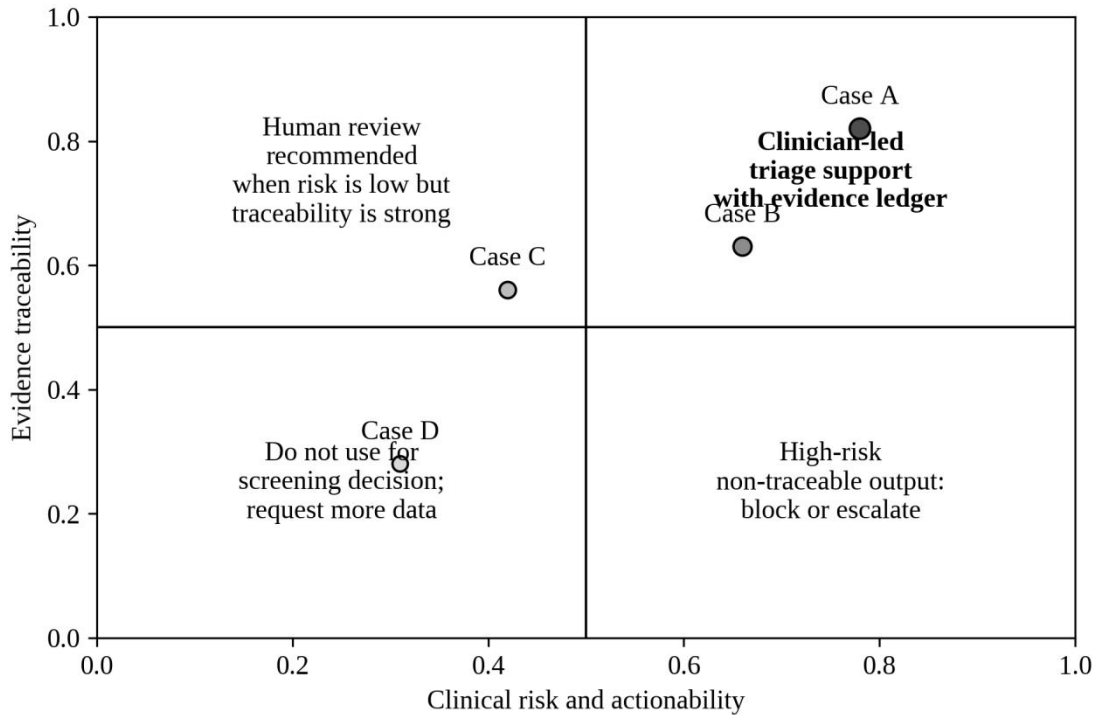 1.0
0.8
0.6
0.4
0.2
0.0
Evidence traceability
Human review
recommended
when risk is low but
traceability is strong
Case A
Clinician-led
triage support
with evidence ledger
Case B
Case C
Case D
Do not use for
screening decision;
request more data
High-risk
non-traceable output:
block or escalate
0.0 0.2 0.4 0.6 0.8 1.0
Clinical risk and actionability